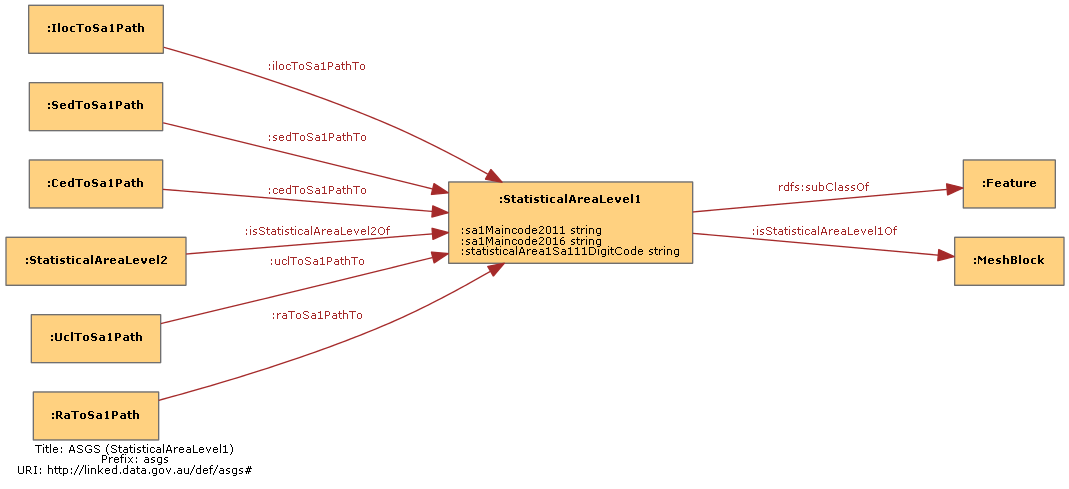 :IlocToSa1Path
:ilocToSa1PathTo
:SedToSa1Path
:sedToSa1PathTo
:CedToSa1Path
:cedToSa1PathTo
:StatisticalAreaLevel2
:isStatisticalAreaLevel2Of
:UclToSa1Path
:uclToSa1PathTo
:RaToSa1Path
:raToSa1PathTo
:StatisticalAreaLevel1
:sa1Maincode2011 string
:sa1Maincode2016 string
:statisticalArea1Sa111DigitCode string
rdfs:subClassOf
:Feature
:isStatisticalAreaLevel1Of
:MeshBlock
Title: ASGS (StatisticalAreaLevel1)
Prefix: asgs
URI: http://linked.data.gov.au/def/asgs#